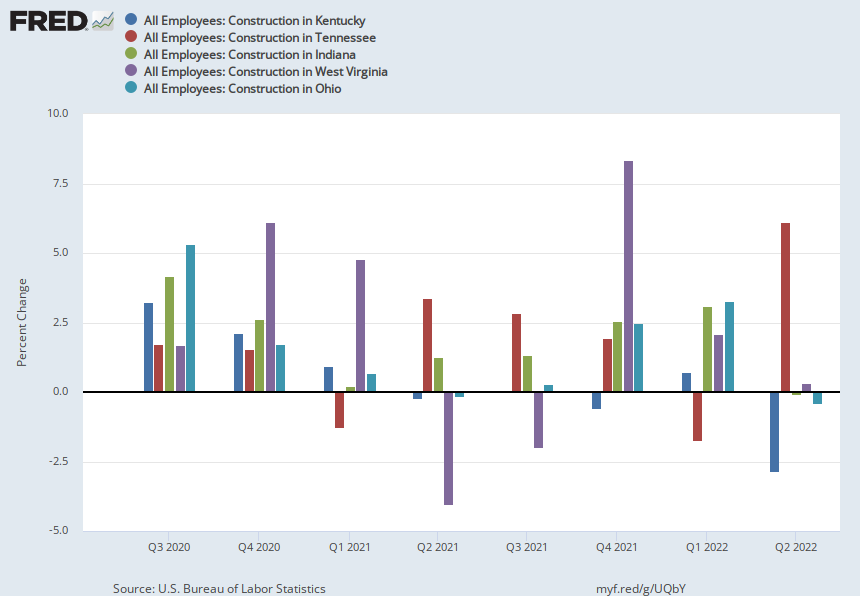 FRED
All Employees: Construction in Kentucky
All Employees: Construction in Tennessee
All Employees: Construction in Indiana
All Employees: Construction in West Virginia
All Employees: Construction in Ohio
10.0
7.5
5.0
2.5
0.0
-2.5
-5.0
Percent Change
Q3 2020 Q4 2020 Q1 2021 Q2 2021 Q3 2021 Q4 2021 Q1 2022 Q2 2022
Source: U.S. Bureau of Labor Statistics myf.red/g/UQbY